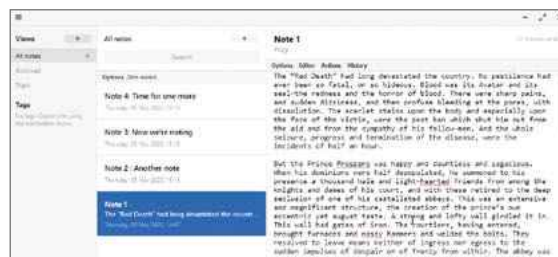 Views
All notes
All notes
Archived
Trash
Tags
Search
Options Sort notes
Note 4: Time for one more
Note 3: Now we're noting
Note 2: Another note
Note 1
The "Red Death" had long devastated the countr...
Note 1
Options Editor Actions History
The "Red Death" had long devastated the country. No pestilence had
ever been so fatal, or so hideous. Blood was its Avatar and its
seal—the redness and the horror of blood. There were sharp pains,
and sudden dizziness, and then profuse bleeding at the pores, with
dissolution. The scarlet stains upon the body and especially upon
the face of the victim, were the pest ban which shut him out from
the aid and from the sympathy of his fellow-men. And the whole
seizure, progress and termination of the disease, were the
incidents of half an hour.
But the Prince Prospero was happy and dauntless and sagacious.
When his dominions were half depopulated, he summoned to his
presence a thousand hale and light-hearted friends from among the
knights and dames of his court, and with these retired to the deep
seclusion of one of his castellated abbeys. This was an extensive
and magnificent structure, the creation of the prince's own
eccentric yet august taste. A strong and lofty wall girdled it in.
This wall had gates of iron. The courtiers, having entered,
brought furnaces and massy hammers and welded the bolts. They
resolved to leave means neither of ingress nor egress to the
sudden impulses of despair or of frenzy from within. The abbey was